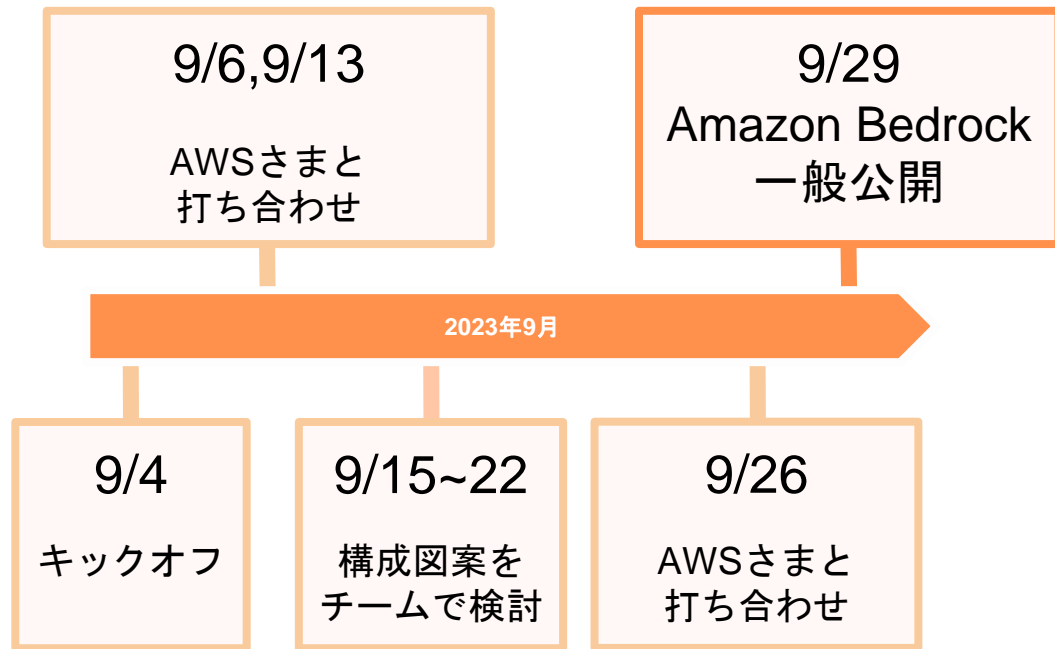 9/6,9/13
AWSさまと
打ち合わせ
9/29
Amazon Bedrock
一般公開
2023年9月
9/4
キックオフ
9/15~22
構成図案を
チームで検討
9/26
AWSさまと
打ち合わせ